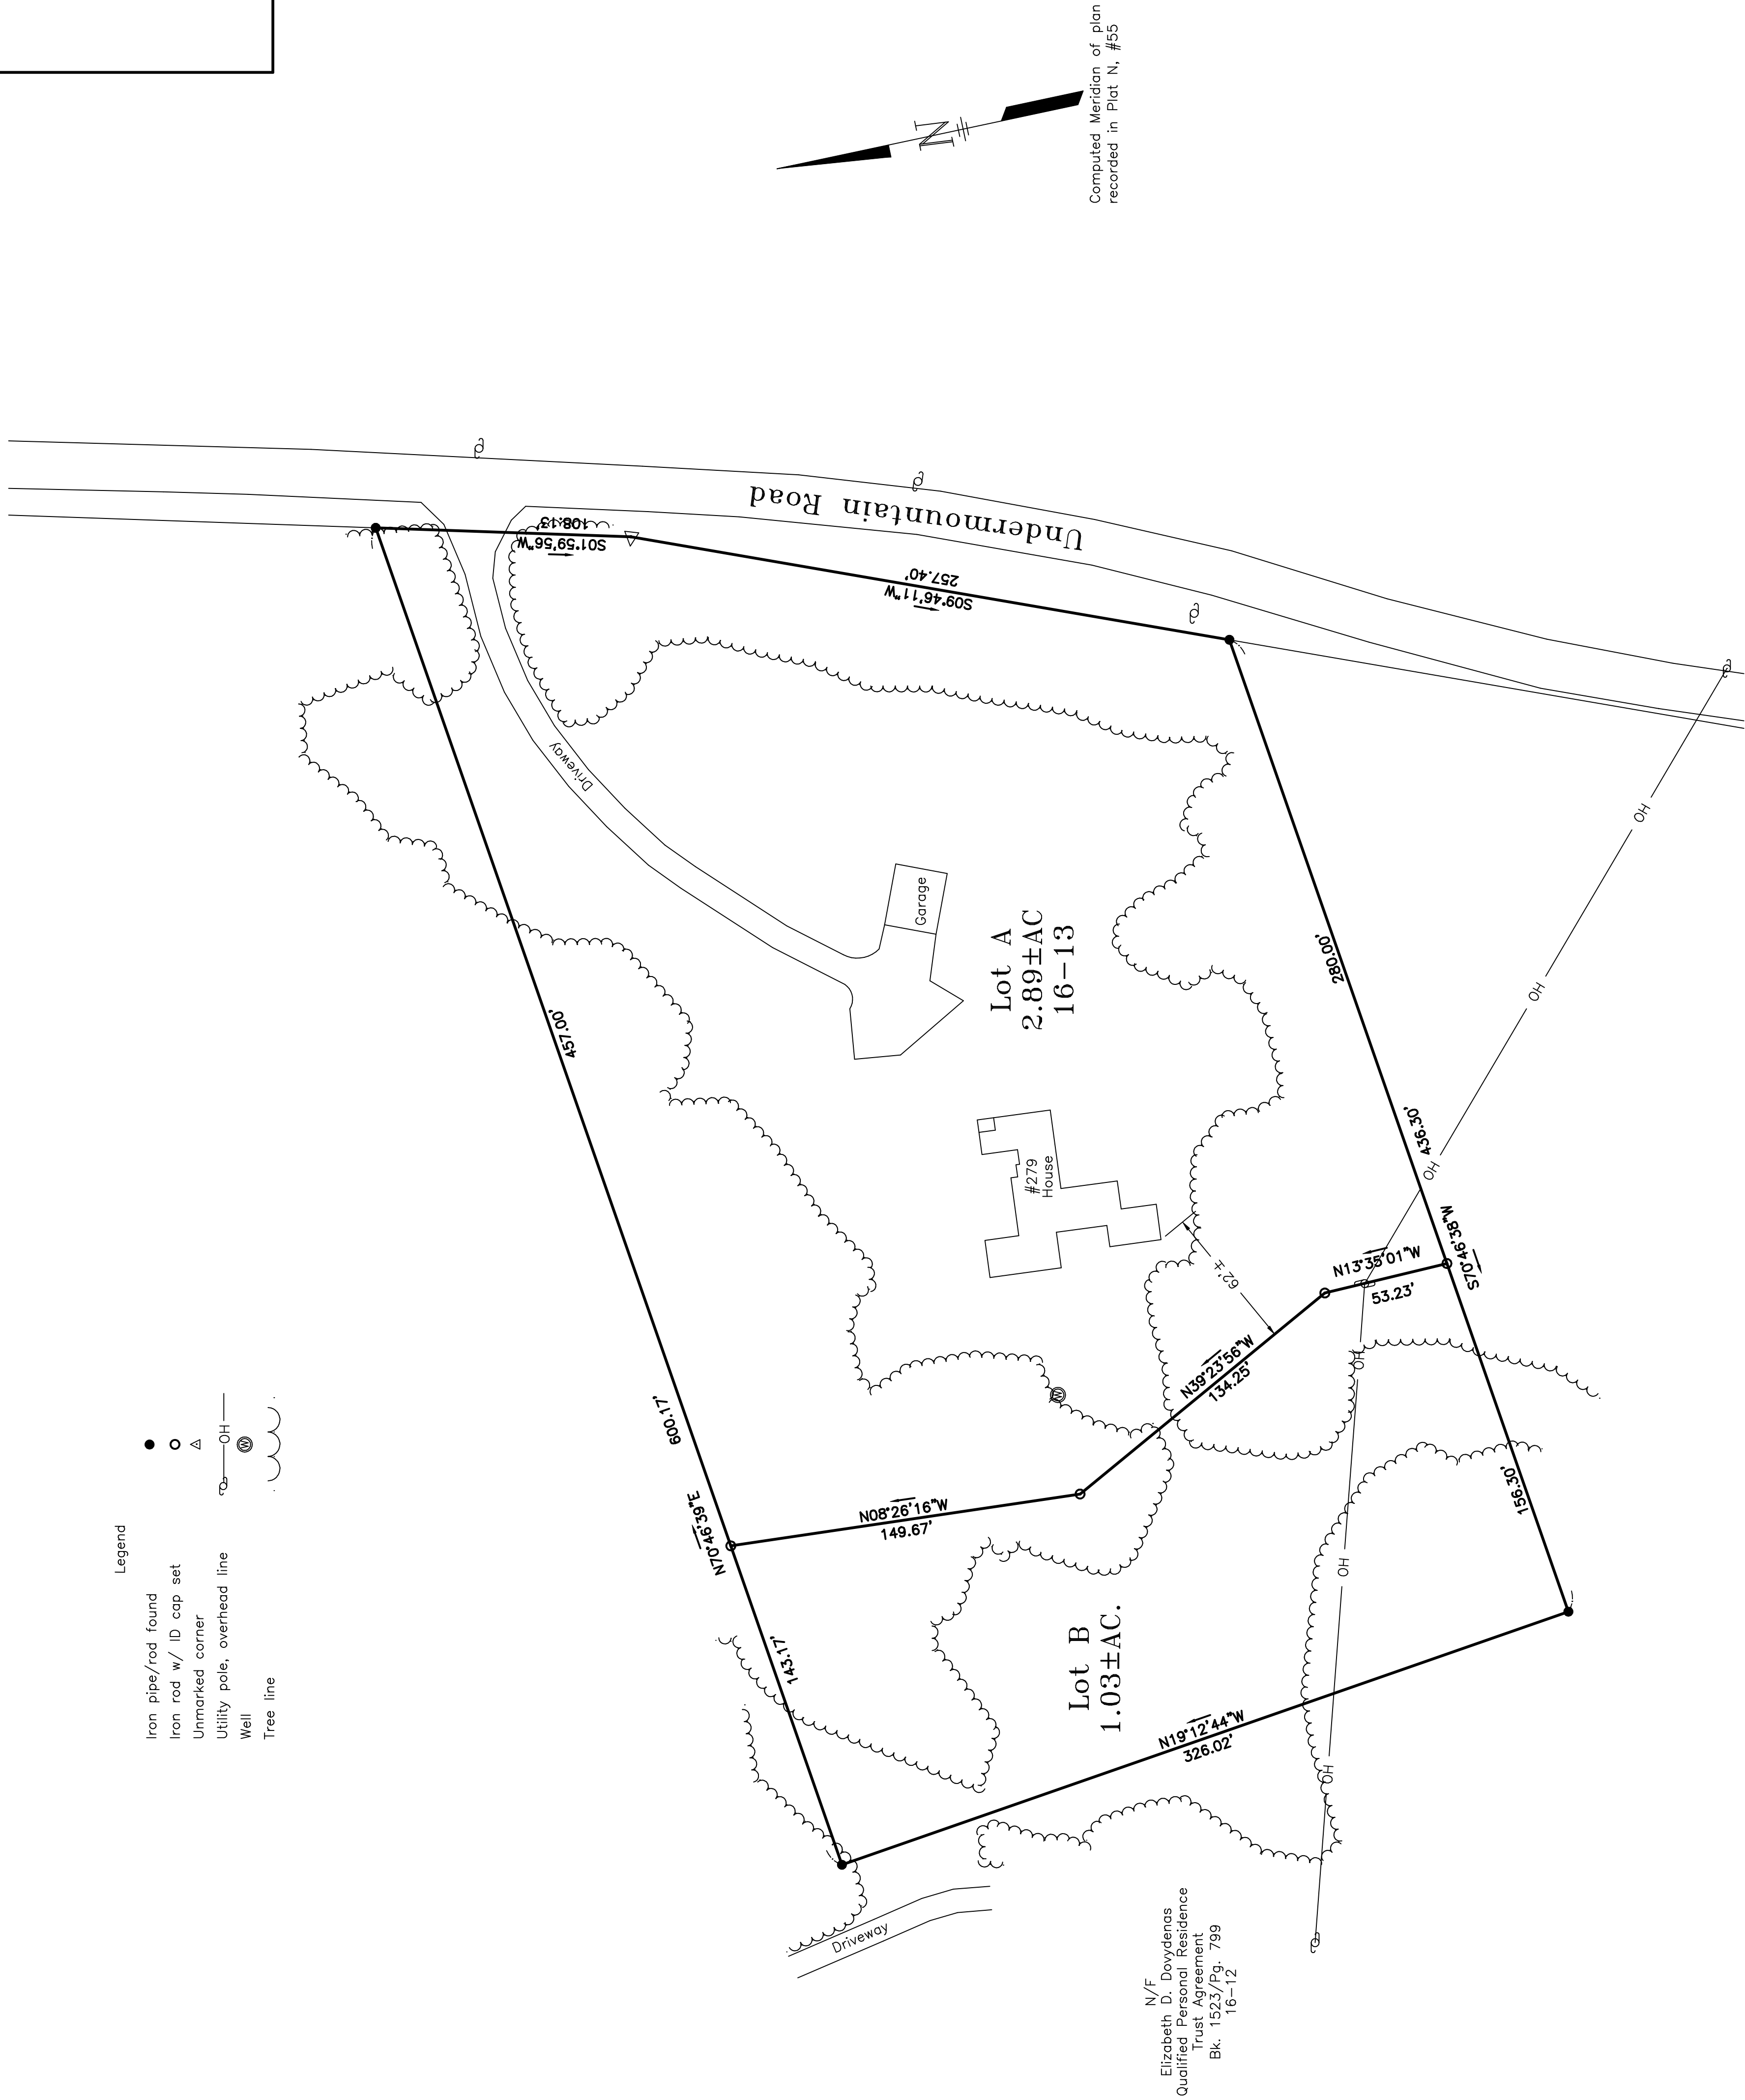 Computed Meridian of plan
recorded in Plat N, #55
N
Legend
Iron pipe/rod found
Iron rod w/ ID cap set
Unmarked corner
Utility pole, overhead line
OH
Well
W
Tree line
Undermountain Road
S01°59'56"W
108.13'
S09°46'11"W
257.40'
Driveway
Garage
Lot A
2.89±AC
16-13
#279
House
62'±
457.00'
600.17'
N70°46'39"E
143.17'
280.00'
436.30'
S70°46'38"W
156.30'
N13°35'01"W
53.23'
N39°23'56"W
134.25'
N08°26'16"W
149.67'
W
Lot B
1.03±AC.
N19°12'44"W
326.02'
OH
OH
OH
OH
OH
OH
Driveway
N/F
Elizabeth D. Dovydenas
Qualified Personal Residence
Trust Agreement
Bk. 1523/Pg. 799
16-12